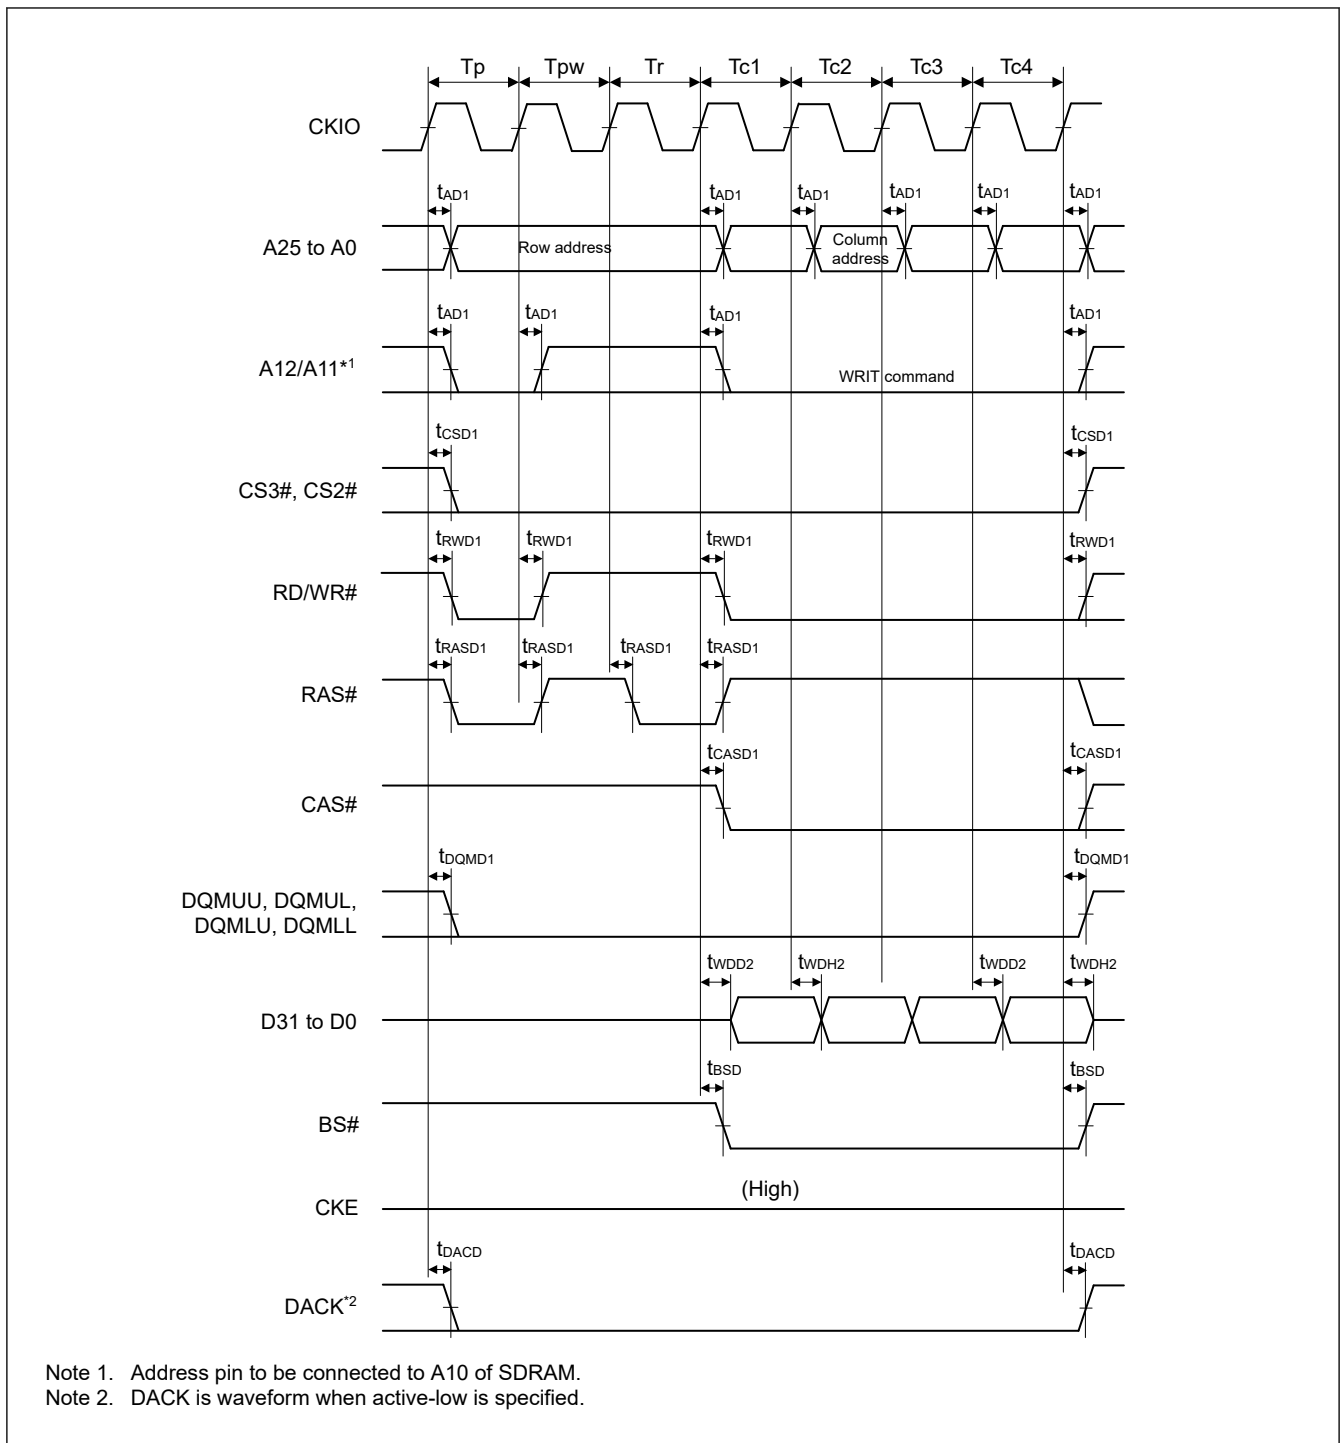 Tp Tpw Tr Tc1 Tc2 Tc3 Tc4
CKIO
tAD1 tAD1 tAD1 tAD1 tAD1 tAD1
A25 to A0
Row address
Column
address
tAD1 tAD1 tAD1 tAD1
A12/A11*1
WRIT command
tCSD1 tCSD1
CS3#, CS2#
tRWD1 tRWD1 tRWD1 tRWD1
RD/WR#
tRASD1 tRASD1 tRASD1 tRASD1
RAS#
tCASD1 tCASD1
CAS#
tDQMD1 tDQMD1
DQMUU, DQMUL,
DQMLU, DQMLL
tWDD2 tWDH2 tWDD2 tWDH2
D31 to D0
tBSD tBSD
BS#
(High)
CKE
tDACD tDACD
DACK*2
Note 1. Address pin to be connected to A10 of SDRAM.
Note 2. DACK is waveform when active-low is specified.